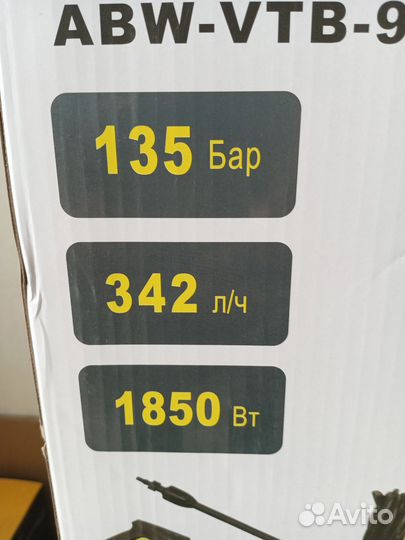 ABW-VTB-9
135 Бар
342 л/ч
1850 Вт
Avito